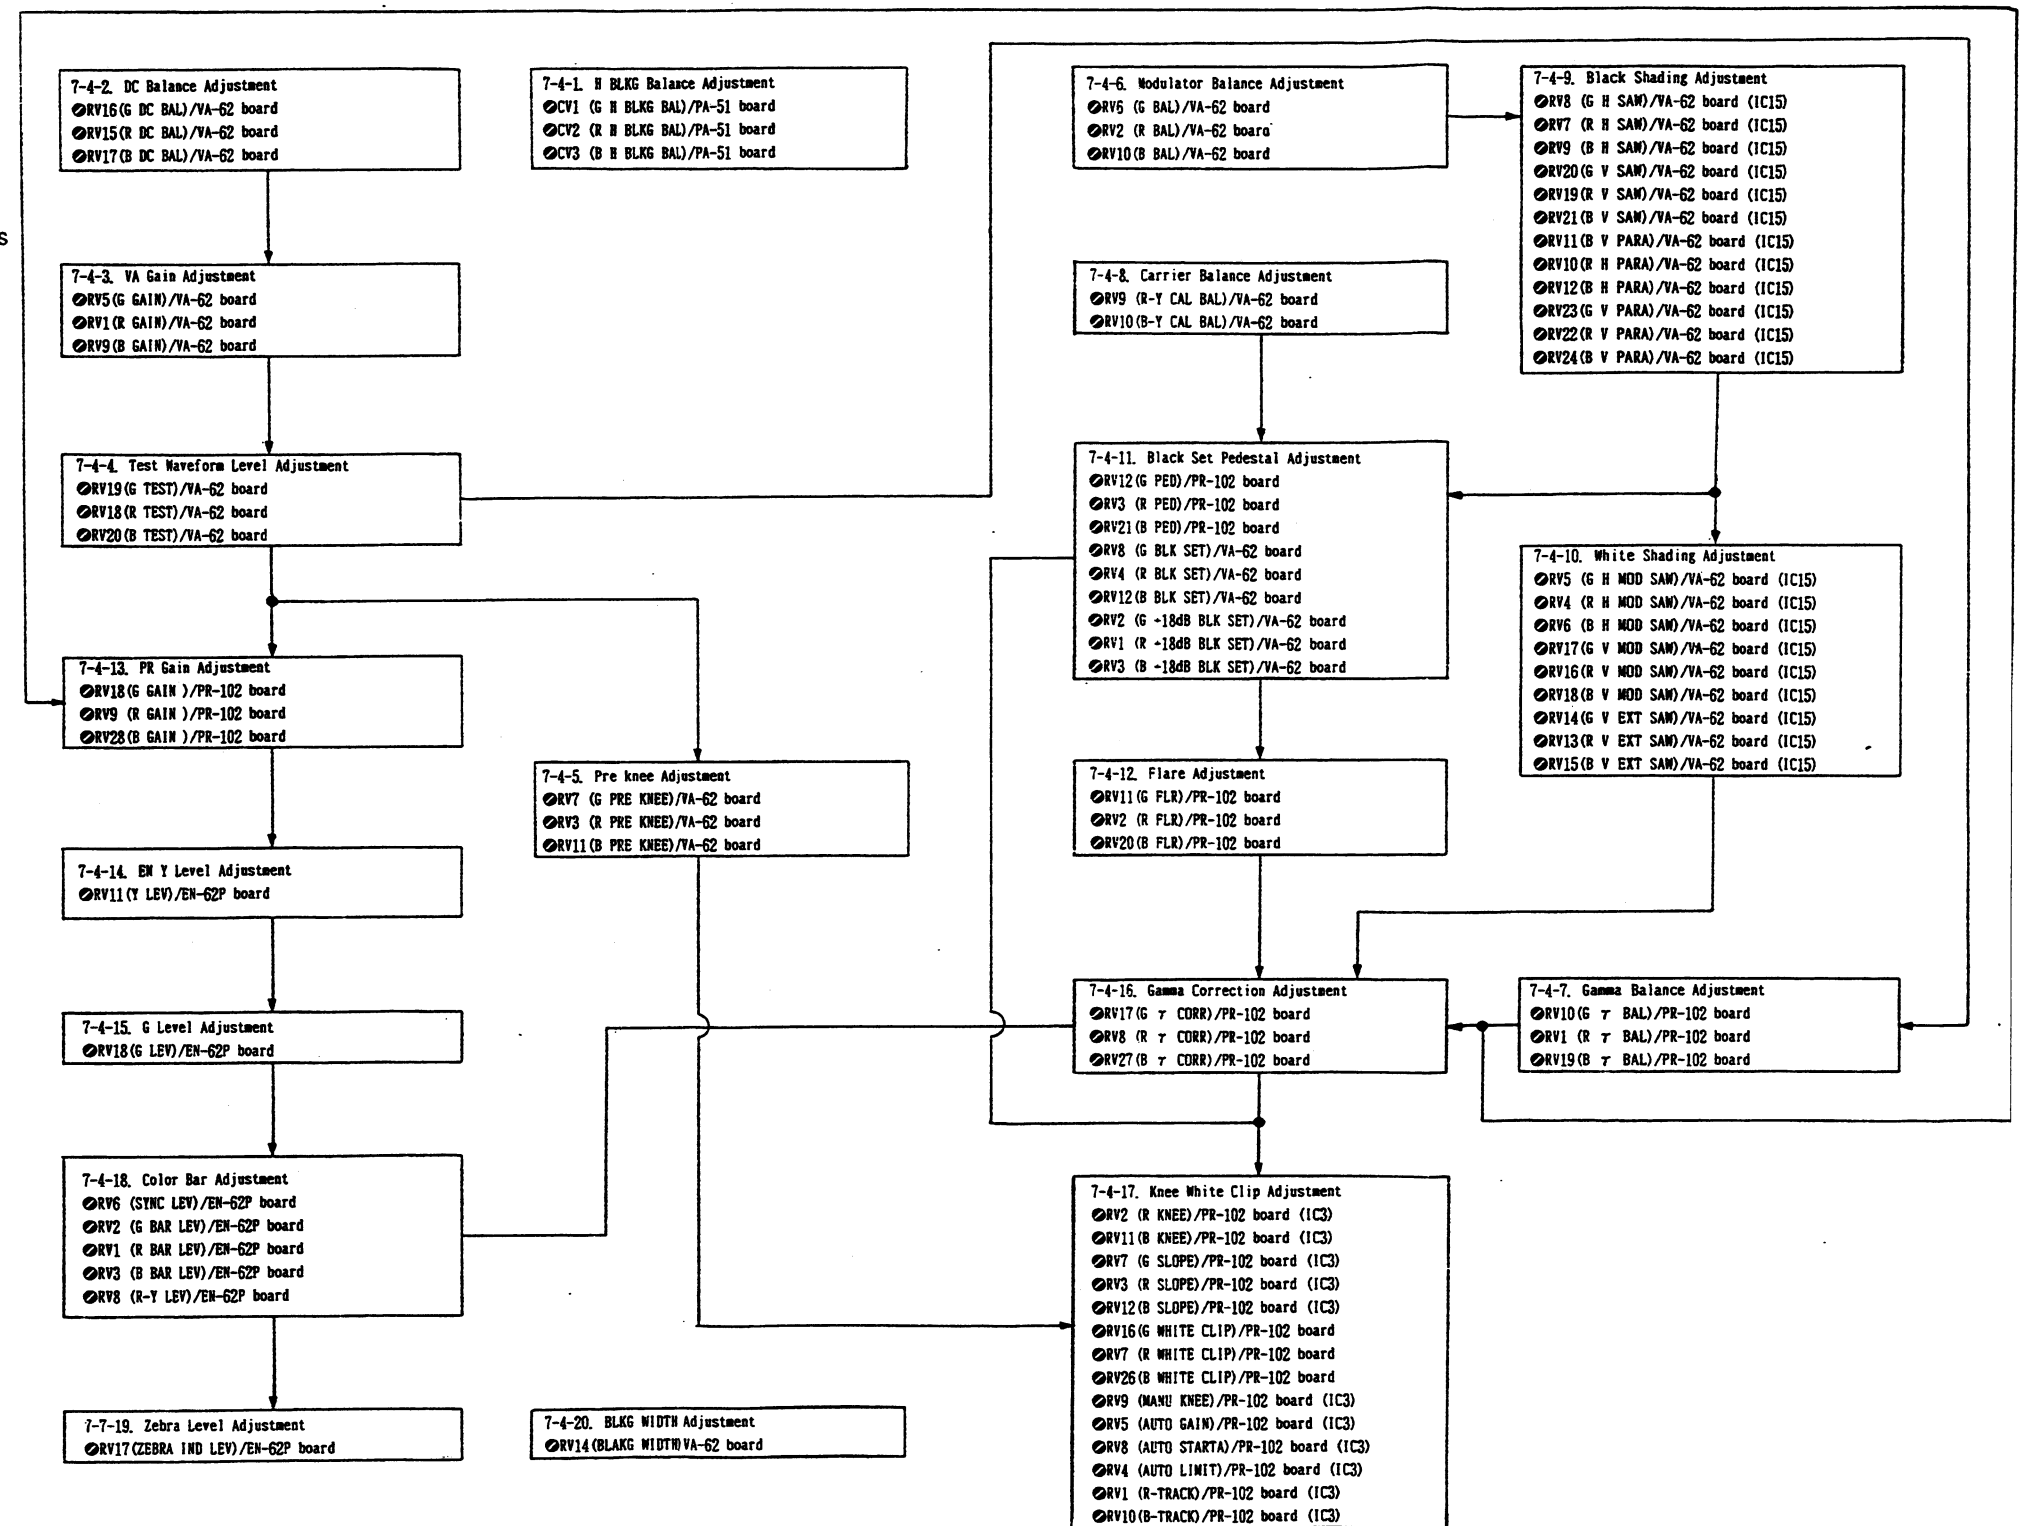 s
7-4-2. DC Balance Adjustment
RV16(G DC BAL)/VA-62 board
RV15(R DC BAL)/VA-62 board
RV17(B DC BAL)/VA-62 board
7-4-1. H BLKG Balance Adjustment
CV1 (G H BLKG BAL)/PA-51 board
CV2 (R H BLKG BAL)/PA-51 board
CV3 (B H BLKG BAL)/PA-51 board
7-4-6. Modulator Balance Adjustment
RV6 (G BAL)/VA-62 board
RV2 (R BAL)/VA-62 board
RV10(B BAL)/VA-62 board
7-4-9. Black Shading Adjustment
RV8 (G H SAW)/VA-62 board (IC15)
RV7 (R H SAW)/VA-62 board (IC15)
RV9 (B H SAW)/VA-62 board (IC15)
RV20(G V SAW)/VA-62 board (IC15)
RV19(R V SAW)/VA-62 board (IC15)
RV21(B V SAW)/VA-62 board (IC15)
RV11(B V PARA)/VA-62 board (IC15)
RV10(R H PARA)/VA-62 board (IC15)
RV12(B H PARA)/VA-62 board (IC15)
RV23(G V PARA)/VA-62 board (IC15)
RV22(R V PARA)/VA-62 board (IC15)
RV24(B V PARA)/VA-62 board (IC15)
7-4-3. VA Gain Adjustment
RV5(G GAIN)/VA-62 board
RV1(R GAIN)/VA-62 board
RV9(B GAIN)/VA-62 board
7-4-8. Carrier Balance Adjustment
RV9 (R-Y CAL BAL)/VA-62 board
RV10(B-Y CAL BAL)/VA-62 board
7-4-4. Test Waveform Level Adjustment
RV19(G TEST)/VA-62 board
RV18(R TEST)/VA-62 board
RV20(B TEST)/VA-62 board
7-4-11. Black Set Pedestal Adjustment
RV12(G PED)/PR-102 board
RV3 (R PED)/PR-102 board
RV21(B PED)/PR-102 board
RV8 (G BLK SET)/VA-62 board
RV4 (R BLK SET)/VA-62 board
RV12(B BLK SET)/VA-62 board
RV2 (G +18dB BLK SET)/VA-62 board
RV1 (R +18dB BLK SET)/VA-62 board
RV3 (B +18dB BLK SET)/VA-62 board
7-4-10. White Shading Adjustment
RV5 (G H MOD SAW)/VA-62 board (IC15)
RV4 (R H MOD SAW)/VA-62 board (IC15)
RV6 (B H MOD SAW)/VA-62 board (IC15)
RV17(G V MOD SAW)/VA-62 board (IC15)
RV16(R V MOD SAW)/VA-62 board (IC15)
RV18(B V MOD SAW)/VA-62 board (IC15)
RV14(G V EXT SAW)/VA-62 board (IC15)
RV13(R V EXT SAW)/VA-62 board (IC15)
RV15(B V EXT SAW)/VA-62 board (IC15)
7-4-13. PR Gain Adjustment
RV18(G GAIN )/PR-102 board
RV9 (R GAIN )/PR-102 board
RV28(B GAIN )/PR-102 board
7-4-5. Pre knee Adjustment
RV7 (G PRE KNEE)/VA-62 board
RV3 (R PRE KNEE)/VA-62 board
RV11(B PRE KNEE)/VA-62 board
7-4-12. Flare Adjustment
RV11(G FLR)/PR-102 board
RV2 (R FLR)/PR-102 board
RV20(B FLR)/PR-102 board
7-4-14. EN Y Level Adjustment
RV11(Y LEV)/EN-62P board
7-4-15. G Level Adjustment
RV18(G LEV)/EN-62P board
7-4-16. Gamma Correction Adjustment
RV17(G γ CORR)/PR-102 board
RV8 (R γ CORR)/PR-102 board
RV27(B γ CORR)/PR-102 board
7-4-7. Gamma Balance Adjustment
RV10(G γ BAL)/PR-102 board
RV1 (R γ BAL)/PR-102 board
RV19(B γ BAL)/PR-102 board
7-4-18. Color Bar Adjustment
RV6 (SYNC LEV)/EN-62P board
RV2 (G BAR LEV)/EN-62P board
RV1 (R BAR LEV)/EN-62P board
RV3 (B BAR LEV)/EN-62P board
RV8 (R-Y LEV)/EN-62P board
7-4-17. Knee White Clip Adjustment
RV2 (R KNEE)/PR-102 board (IC3)
RV11(B KNEE)/PR-102 board (IC3)
RV7 (G SLOPE)/PR-102 board (IC3)
RV3 (R SLOPE)/PR-102 board (IC3)
RV12(B SLOPE)/PR-102 board (IC3)
RV16(G WHITE CLIP)/PR-102 board
RV7 (R WHITE CLIP)/PR-102 board
RV26(B WHITE CLIP)/PR-102 board
RV9 (MANU KNEE)/PR-102 board (IC3)
RV5 (AUTO GAIN)/PR-102 board (IC3)
RV8 (AUTO STARTA)/PR-102 board (IC3)
RV4 (AUTO LIMIT)/PR-102 board (IC3)
RV1 (R-TRACK)/PR-102 board (IC3)
RV10(B-TRACK)/PR-102 board (IC3)
7-7-19. Zebra Level Adjustment
RV17(ZEBRA IND LEV)/EN-62P board
7-4-20. BLKG WIDTH Adjustment
RV14(BLAKG WIDTH)VA-62 board